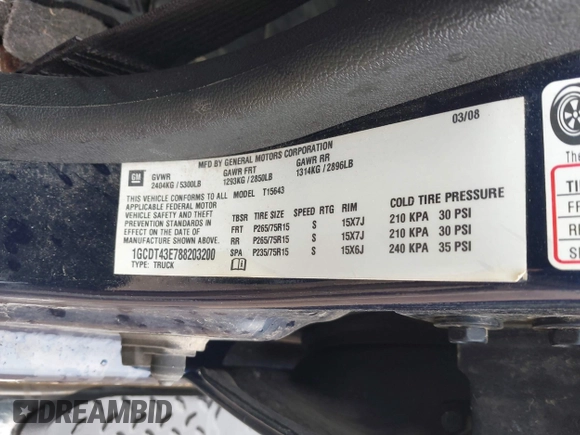 03/08
MFD BY GENERAL MOTORS CORPORATION
GM
GVWR GAWR FRT GAWR RR
2404KG / 5300LB 1293KG / 2850LB 1314KG / 2896LB
THIS VEHICLE CONFORMS TO ALL MODEL T15643
APPLICABLE FEDERAL MOTOR
VEHICLE SAFETY AND THEFT
PREVENTION STANDARDS IN
EFFECT ON THE DATE OF
MANUFACTURE SHOWN ABOVE.
1GCDT43E788203200
TYPE: TRUCK
COLD TIRE PRESSURE
TBSR TIRE SIZE SPEED RTG RIM
FRT P265/75R15 S 15X7J 210 KPA 30 PSI
RR P265/75R15 S 15X7J 210 KPA 30 PSI
SPA P235/75R15 S 15X6J 240 KPA 35 PSI
The
DREAMBID